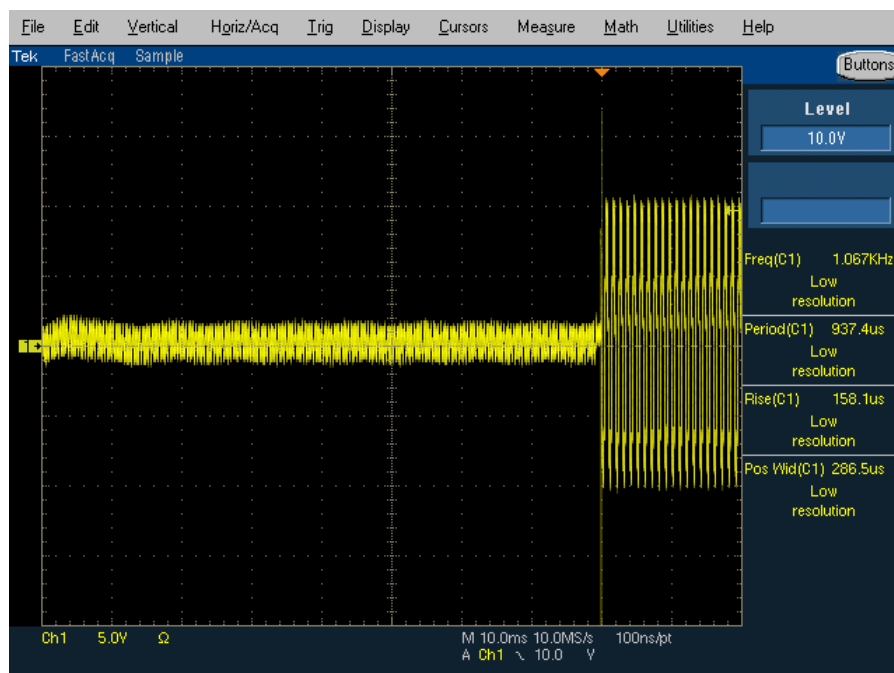 File Edit Vertical Horiz/Acq Trig Display Cursors Measure Math Utilities Help
Tek FastAcq Sample
Buttons
Level
10.0V
Freq(C1) 1.067KHz
Low
resolution
1
Period(C1) 937.4us
Low
resolution
Rise(C1) 158.1us
Low
resolution
Pos Wid(C1) 286.5us
Low
resolution
Ch1 5.0V Ω M 10.0ms 10.0MS/s 100ns/pt
A Ch1 10.0 V